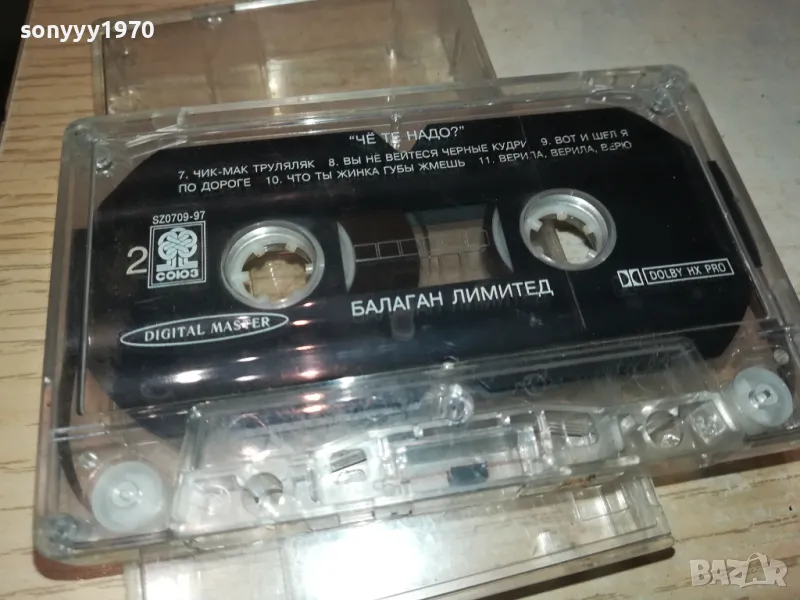 sonyyy1970
"ЧЁ ТЕ НАДО?"
7. ЧИК-МАК ТРУЛЯЛЯК 8. ВЫ НЕ ВЕЙТЕСЯ ЧЕРНЫЕ КУДРИ 9. ВОТ И ШЕЛ Я
ПО ДОРОГЕ 10. ЧТО ТЫ ЖИНКА ГУБЫ ЖМЕШЬ 11. ВЕРИЛА, ВЕРИЛА, ВЕРЮ
SZ0709-97
2
СОЮЗ
DIGITAL MASTER
БАЛАГАН ЛИМИТЕД
DOLBY HX PRO
BAZAR